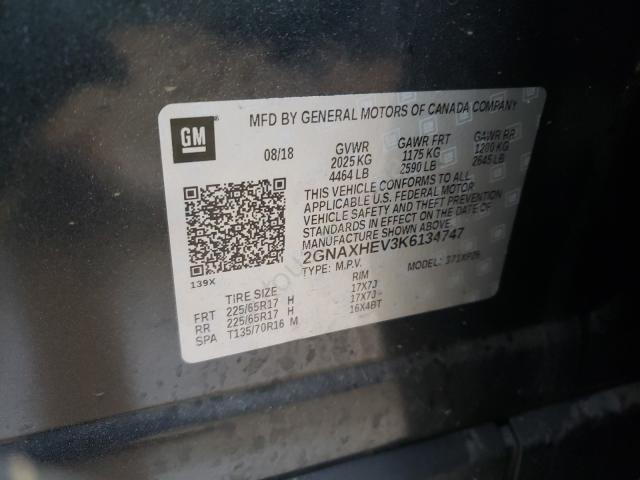 GM
MFD BY GENERAL MOTORS OF CANADA COMPANY
08/18 GVWR GAWR FRT GAWR RR
2025 KG 1175 KG 1200 KG
4464 LB 2590 LB 2645 LB
THIS VEHICLE CONFORMS TO ALL
APPLICABLE U.S. FEDERAL MOTOR
VEHICLE SAFETY AND THEFT PREVENTION
STANDARDS IN EFFECT ON THE DATE OF
MANUFACTURE SHOWN ABOVE.
2GNAXHEV3K6134747
TYPE: M.P.V.
139X
TIRE SIZE RIM
FRT 225/65R17 H 17X7J
RR 225/65R17 H 17X7J
SPA T135/70R16 M 16X4BT